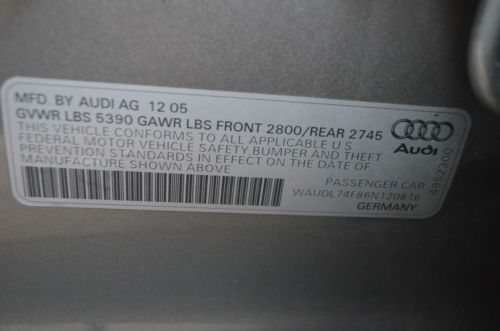 MFD. BY AUDI AG 12 05
GVWR LBS 5390 GAWR LBS FRONT 2800/REAR 2745
THIS VEHICLE CONFORMS TO ALL APPLICABLE U S
FEDERAL MOTOR VEHICLE SAFETY, BUMPER AND THEFT
PREVENTION STANDARDS IN EFFECT ON THE DATE OF
MANUFACTURE SHOWN ABOVE
PASSENGER CAR
WAUDL74F86N120816
GERMANY
Audi
A952300